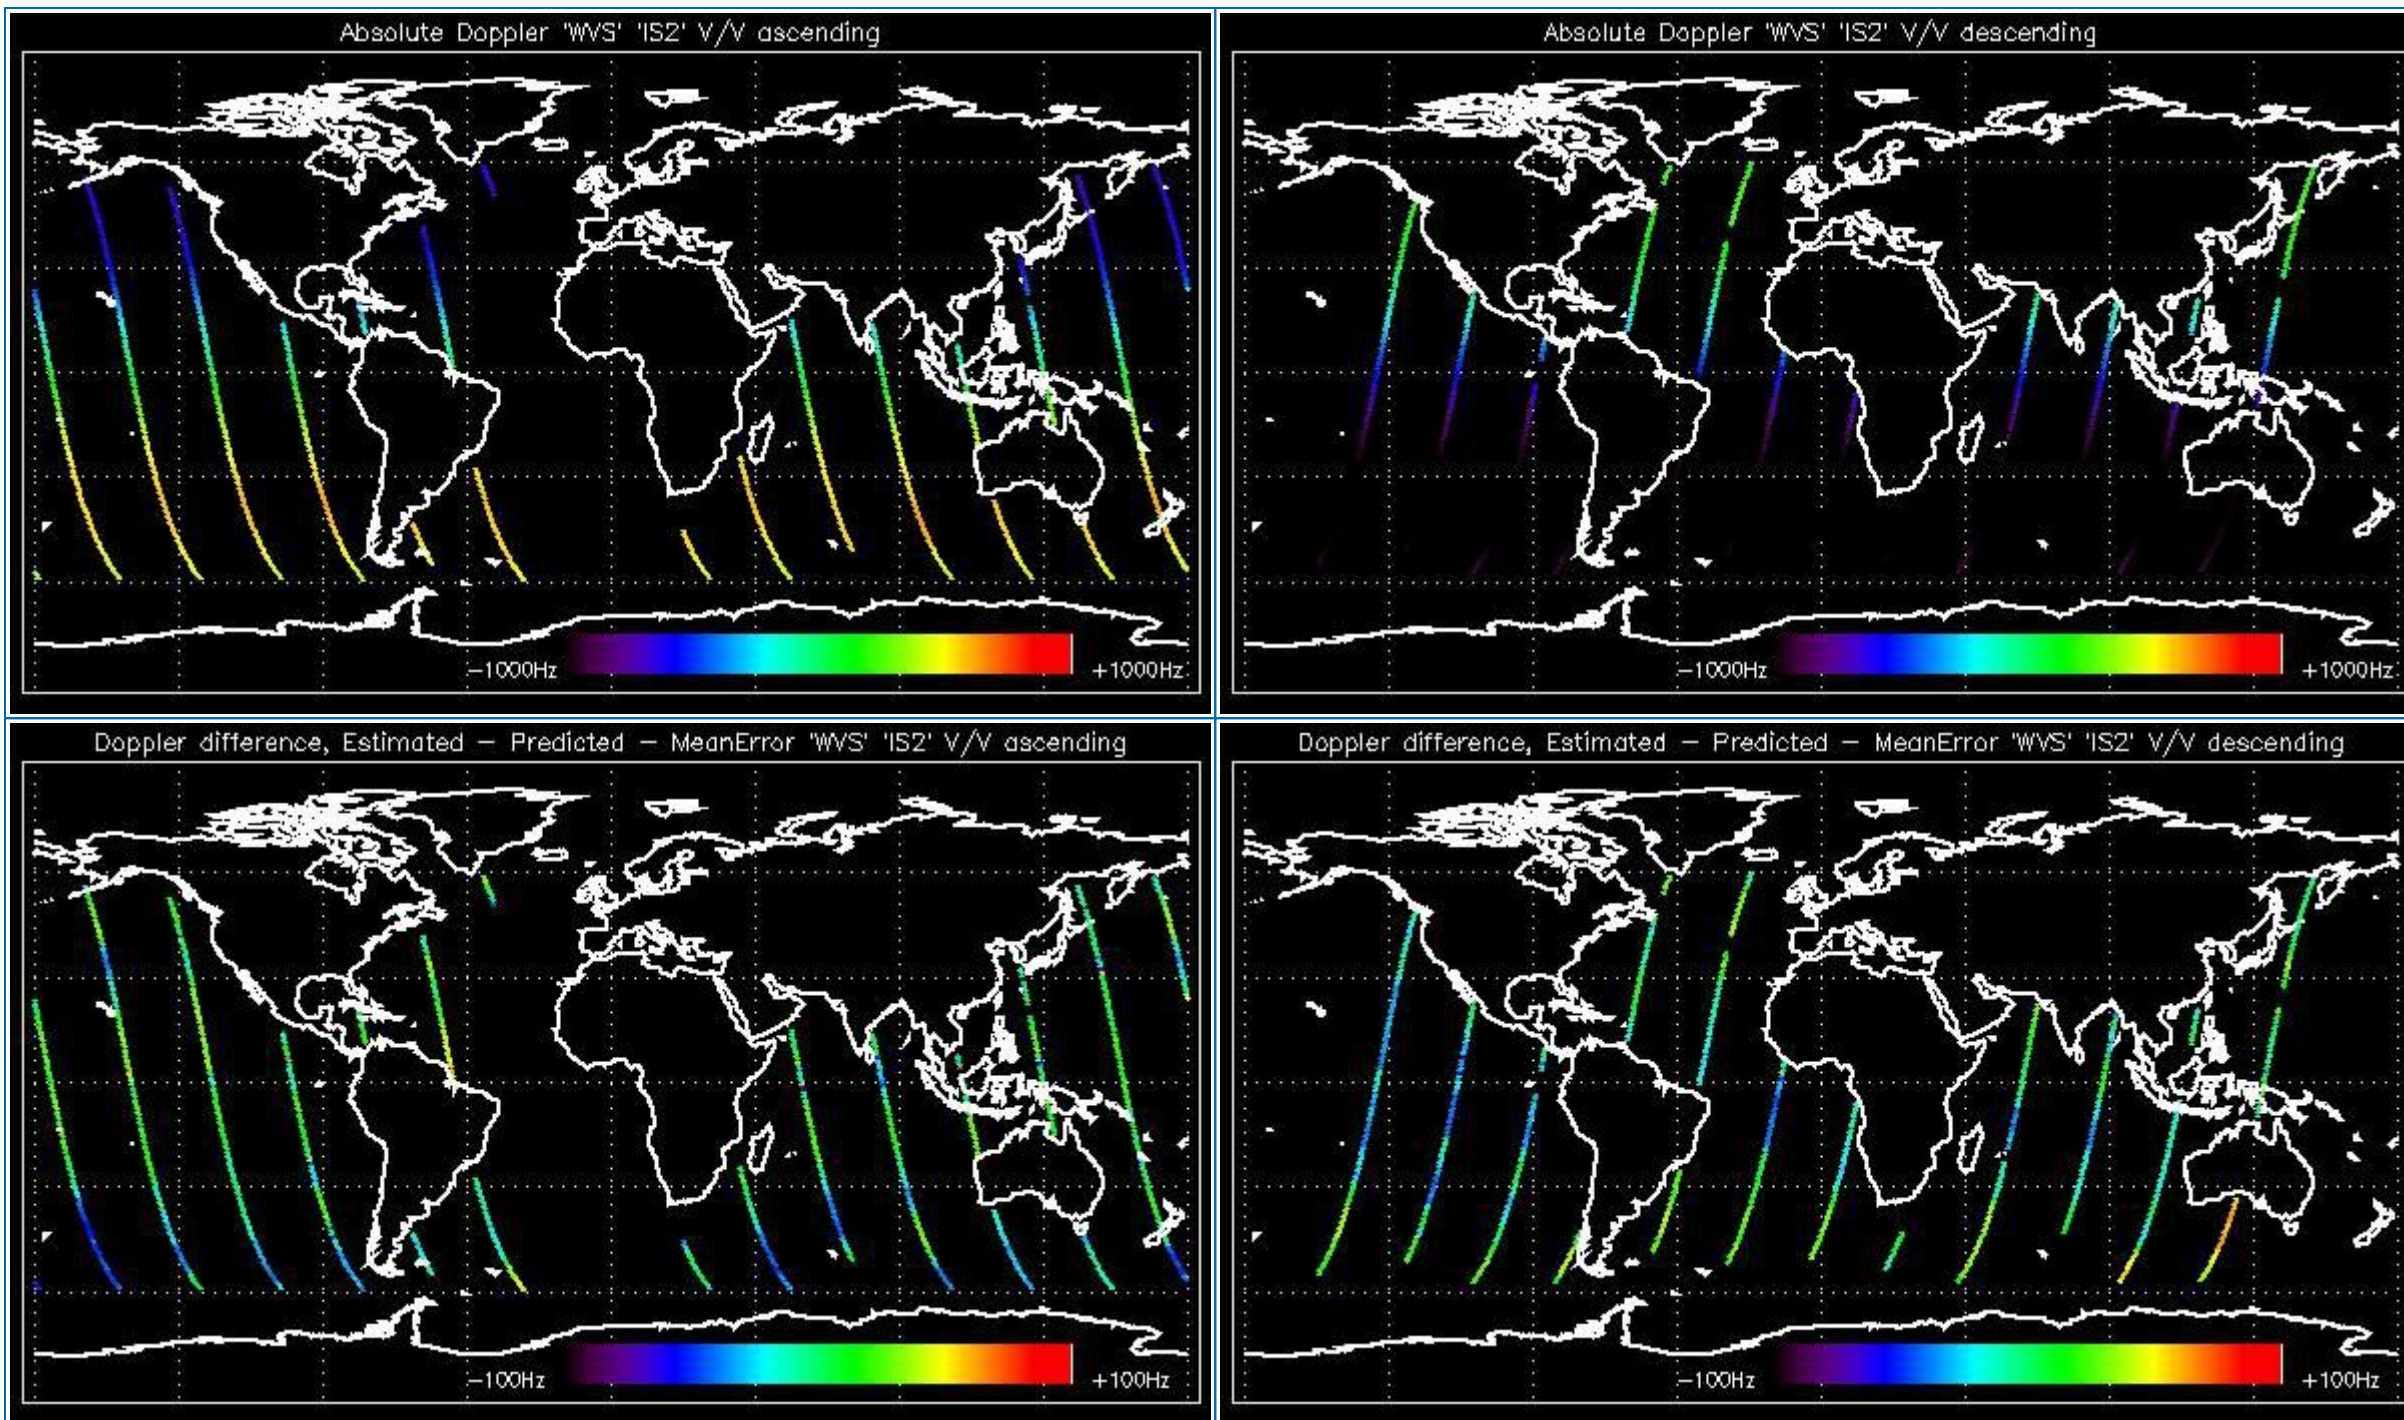 Absolute Doppler 'WVS' 'IS2' V/V ascending
-1000Hz
+1000Hz
Absolute Doppler 'WVS' 'IS2' V/V descending
-1000Hz
+1000Hz
Doppler difference, Estimated - Predicted - MeanError 'WVS' 'IS2' V/V ascending
-100Hz
+100Hz
Doppler difference, Estimated - Predicted - MeanError 'WVS' 'IS2' V/V descending
-100Hz
+100Hz